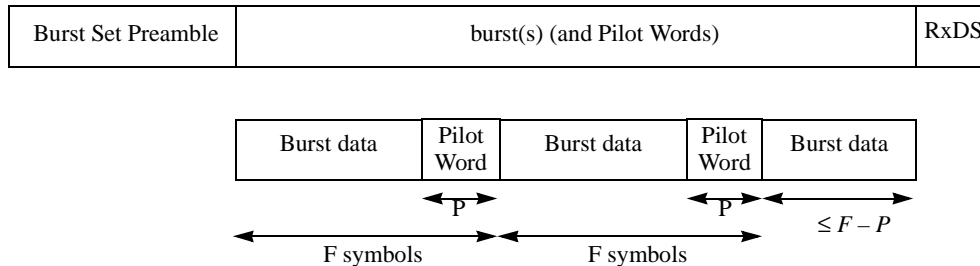 Burst Set Preamble burst(s) (and Pilot Words) RxDS
Burst data Pilot Word Burst data Pilot Word Burst data
P P ≤ F – P
F symbols F symbols